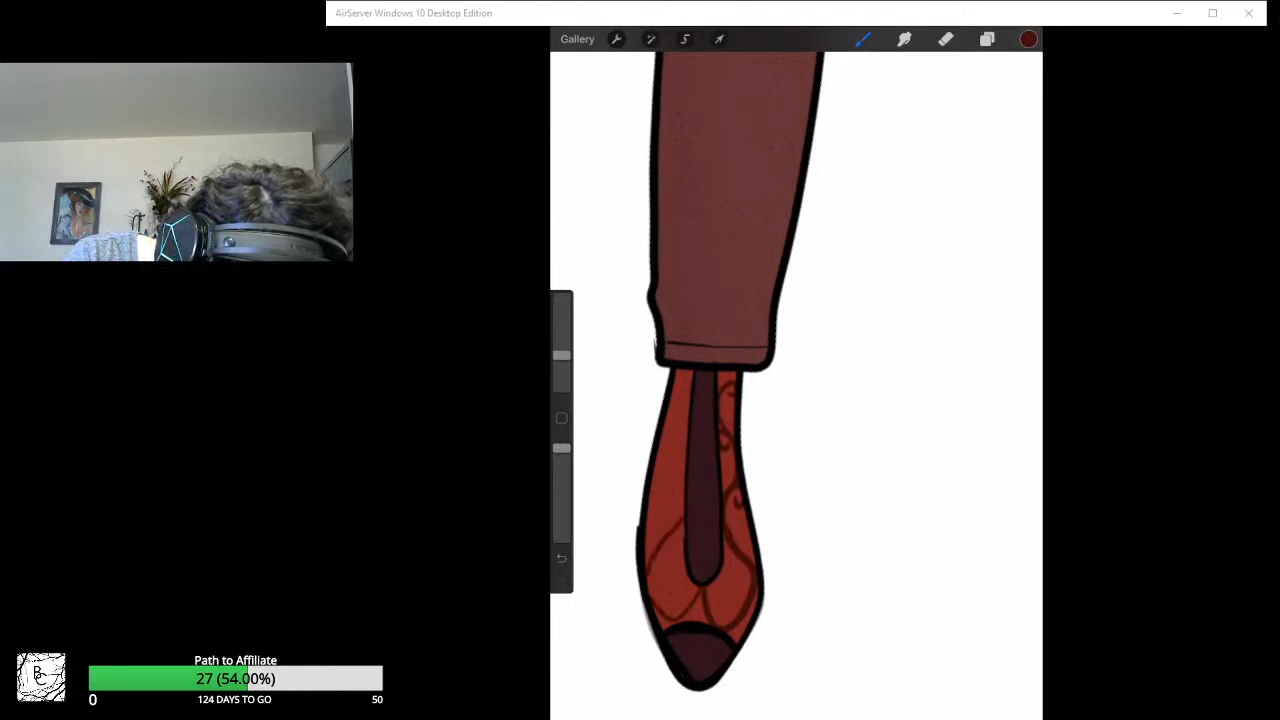 AirServer Windows 10 Desktop Edition
Gallery
Path to Affiliate
27 (54.00%)
0
124 DAYS TO GO
50